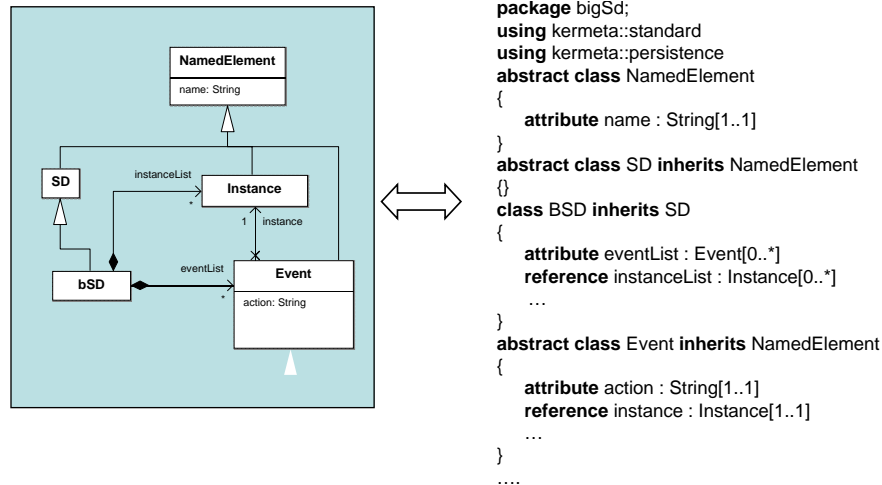 NamedElement
name: String
SD
instanceList
*
Instance
1 instance
bSD
eventList
*
Event
action: String
package bigSd;
using kermeta::standard
using kermeta::persistence
abstract class NamedElement
{
attribute name : String[1..1]
}
abstract class SD inherits NamedElement
{}
class BSD inherits SD
{
attribute eventList : Event[0..*]
reference instanceList : Instance[0..*]
…
}
abstract class Event inherits NamedElement
{
attribute action : String[1..1]
reference instance : Instance[1..1]
…
}
….